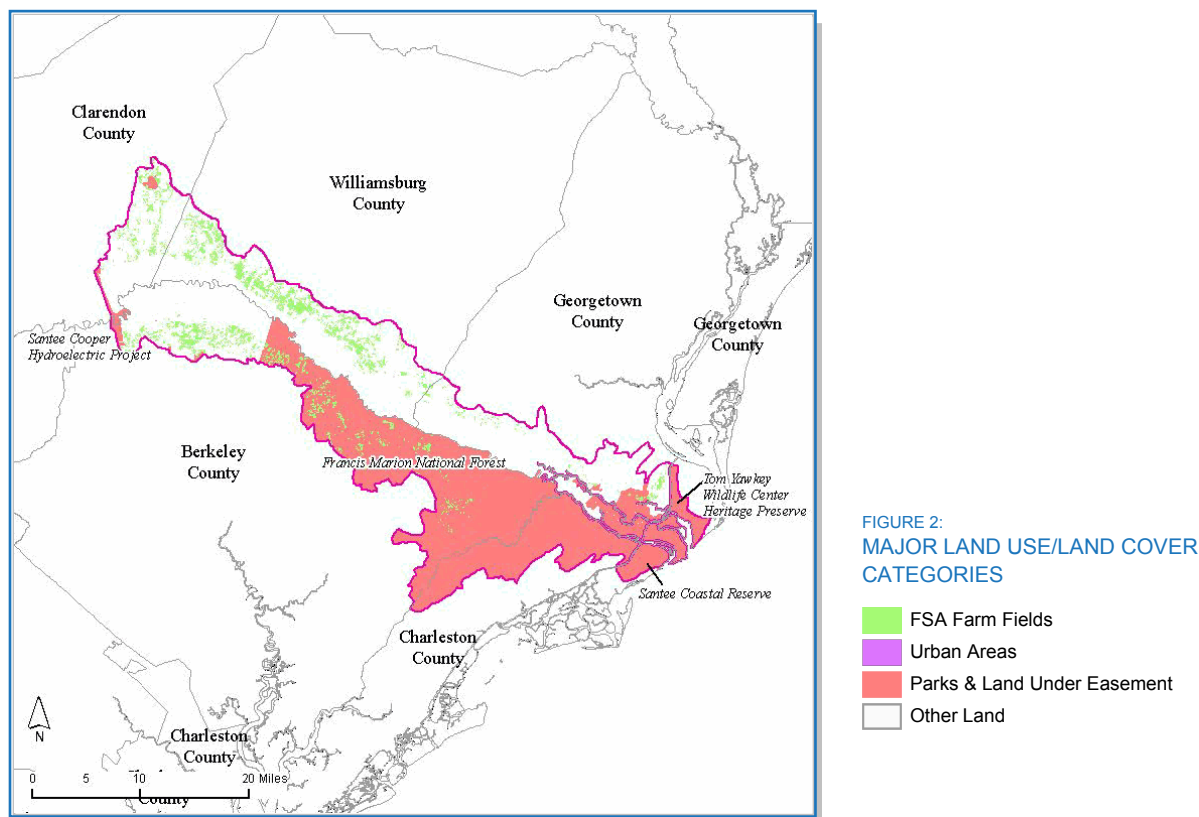 Clarendon
County
Williamsburg
County
Georgetown
County
Georgetown
County
Santee Cooper
Hydroelectric Project
Berkeley
County
Francis Marion National Forest
Tom Yawkey
Wildlife Center
Heritage Preserve
Santee Coastal Reserve
Charleston
County
N
Charleston
County
0 5 10 20 Miles
County
FIGURE 2:
MAJOR LAND USE/LAND COVER
CATEGORIES
FSA Farm Fields
Urban Areas
Parks & Land Under Easement
Other Land